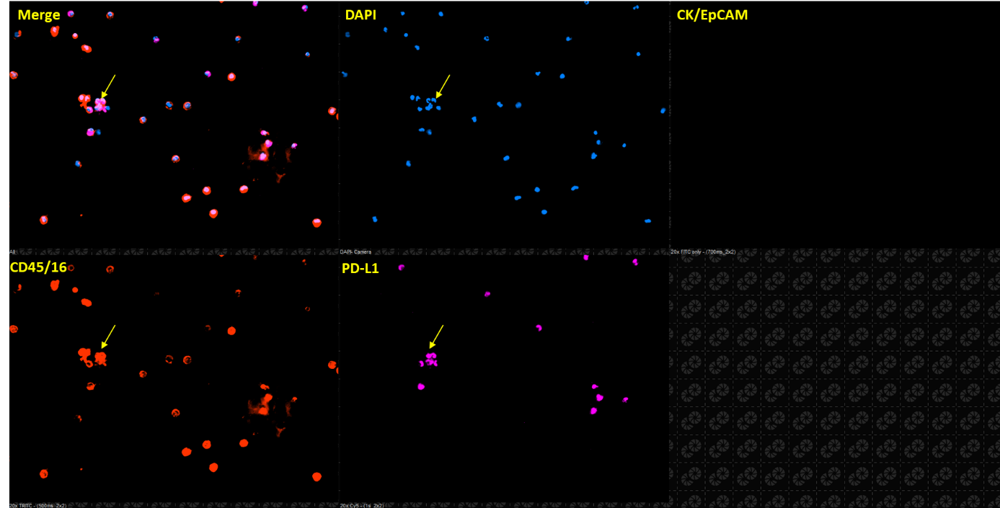 Merge
DAPI
CK/EpCAM
All
DAPI- Camera
20x FITC only - (700ms_2x2)
CD45/16
PD-L1
20x TRITC - (500ms_2x2)
20x Cy5 - (1s_2x2)